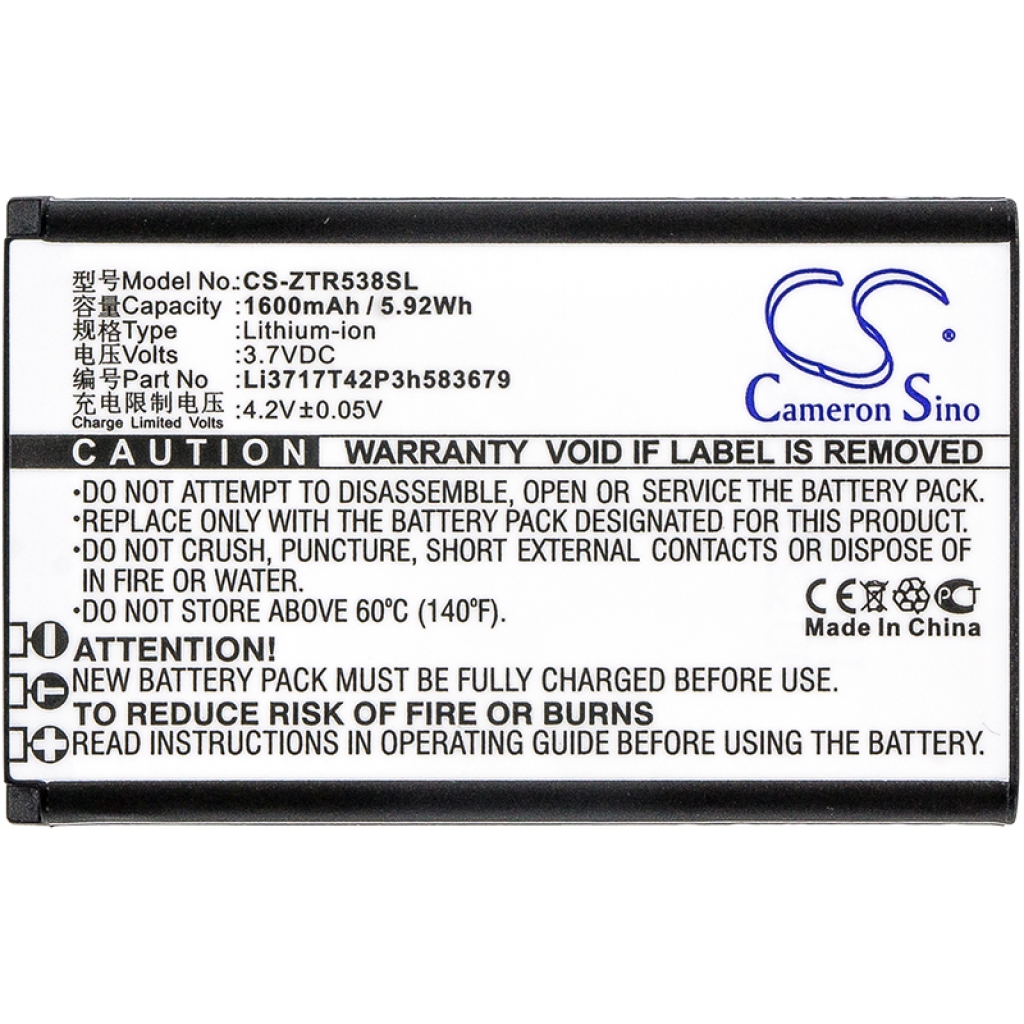 型号Model No.:CS-ZTR538SL
容量Capacity :1600mAh / 5.92Wh
规格Type :Lithium-ion
电压Volts :3.7VDC
编号Part No :Li3717T42P3h583679
充电限制电压 :4.2V±0.05V
Charge Limited Volts
CS
®
Cameron Sino
CAUTION WARRANTY VOID IF LABEL IS REMOVED
·DO NOT ATTEMPT TO DISASSEMBLE, OPEN OR SERVICE THE BATTERY PACK.
·REPLACE ONLY WITH THE BATTERY PACK DESIGNATED FOR THIS PRODUCT.
·DO NOT CRUSH, PUNCTURE, SHORT EXTERNAL CONTACTS OR DISPOSE OF
IN FIRE OR WATER.
·DO NOT STORE ABOVE 60ºC (140ºF).
CE PCT
Made In China
ATTENTION!
NEW BATTERY PACK MUST BE FULLY CHARGED BEFORE USE.
T TO REDUCE RISK OF FIRE OR BURNS
+ READ INSTRUCTIONS IN OPERATING GUIDE BEFORE USING THE BATTERY.